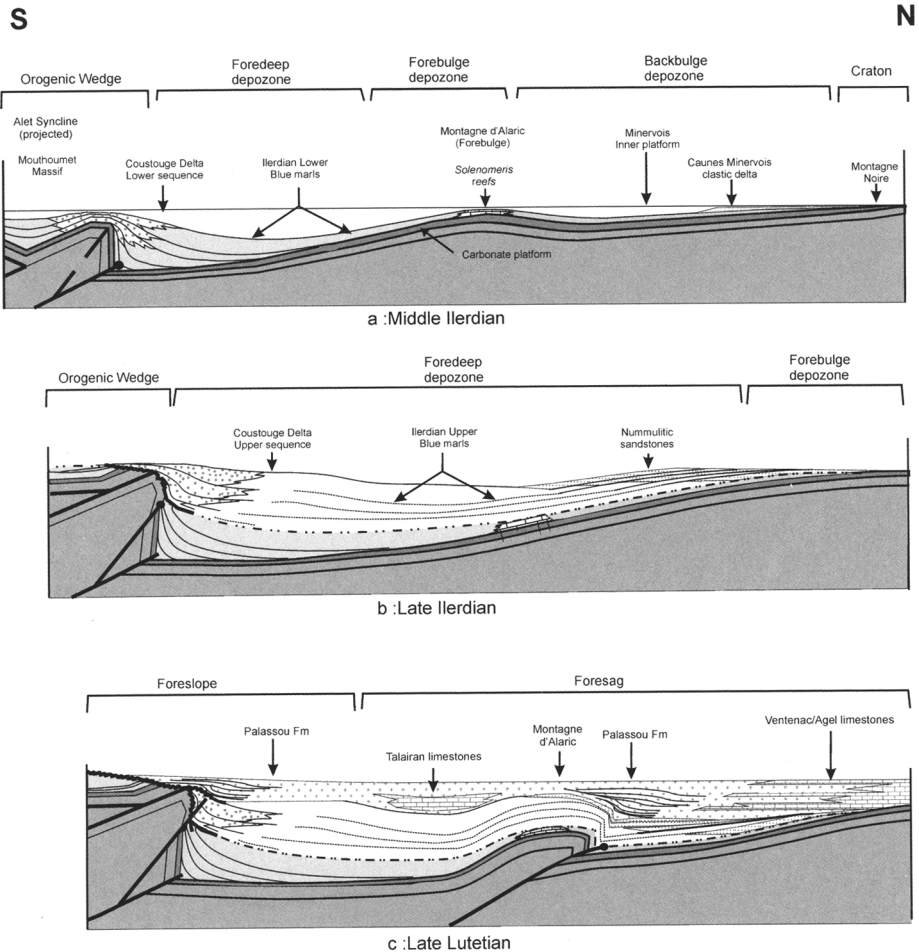 S
N
Orogenic Wedge
Foredeep
depozone
Forebulge
depozone
Backbulge
depozone
Craton
Alet Syncline
(projected)
Mouthoumet
Massif
Coustouge Delta
Lower sequence
Ilerdian Lower
Blue marls
Montagne d'Alaric
(Forebulge)
Solenomeris
reefs
Minervois
Inner platform
Caunes Minervois
clastic delta
Montagne
Noire
Carbonate platform
a :Middle Ilerdian
Orogenic Wedge
Foredeep
depozone
Forebulge
depozone
Coustouge Delta
Upper sequence
Ilerdian Upper
Blue marls
Nummulitic
sandstones
b :Late Ilerdian
Foreslope
Foresag
Palassou Fm
Talairan limestones
Montagne
d'Alaric
Palassou Fm
Ventenac/Agel limestones
c :Late Lutetian